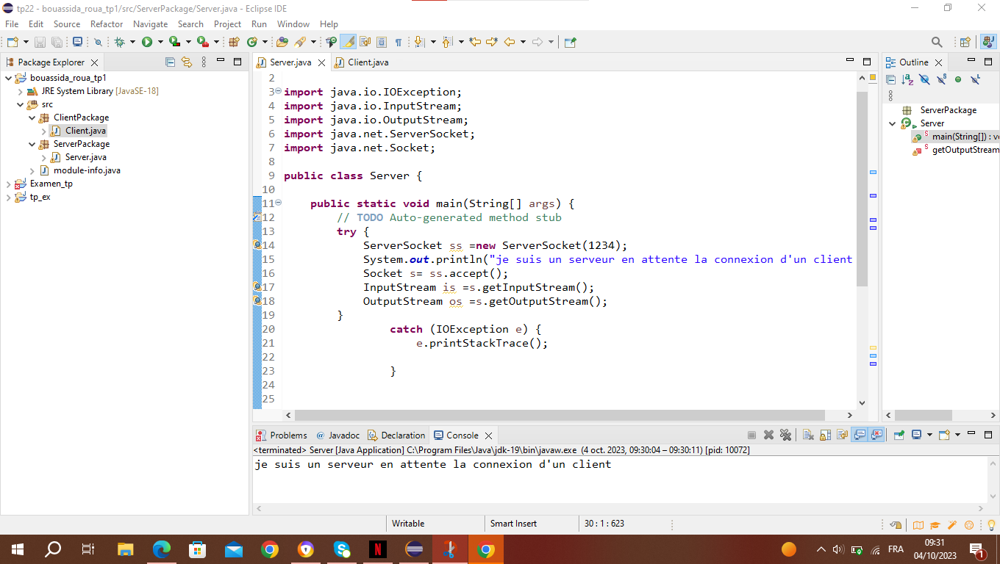 tp22 - bouassida_roua_tp1/src/ServerPackage/Server.java - Eclipse IDE
File Edit Source Refactor Navigate Search Project Run Window Help
Package Explorer
bouassida_roua_tp1
JRE System Library [JavaSE-18]
src
ClientPackage
Client.java
ServerPackage
Server.java
module-info.java
Examen_tp
tp_ex
Server.java Client.java
2
3 import java.io.IOException;
4 import java.io.InputStream;
5 import java.io.OutputStream;
6 import java.net.ServerSocket;
7 import java.net.Socket;
8
9 public class Server {
10
11 public static void main(String[] args) {
12 // TODO Auto-generated method stub
13 try {
14 ServerSocket ss =new ServerSocket(1234);
15 System.out.println("je suis un serveur en attente la connexion d'un client
16 Socket s= ss.accept();
17 InputStream is =s.getInputStream();
18 OutputStream os =s.getOutputStream();
19 }
20 catch (IOException e) {
21 e.printStackTrace();
22
23 }
24
25
Outline
ServerPackage
Server
main(String[]) : v
getOutputStream
Problems @ Javadoc Declaration Console
<terminated> Server [Java Application] C:\Program Files\Java\jdk-19\bin\javaw.exe (4 oct. 2023, 09:30:04 – 09:30:11) [pid: 10072]
je suis un serveur en attente la connexion d'un client
Writable Smart Insert 30 : 1 : 623
FRA
09:31
04/10/2023
1